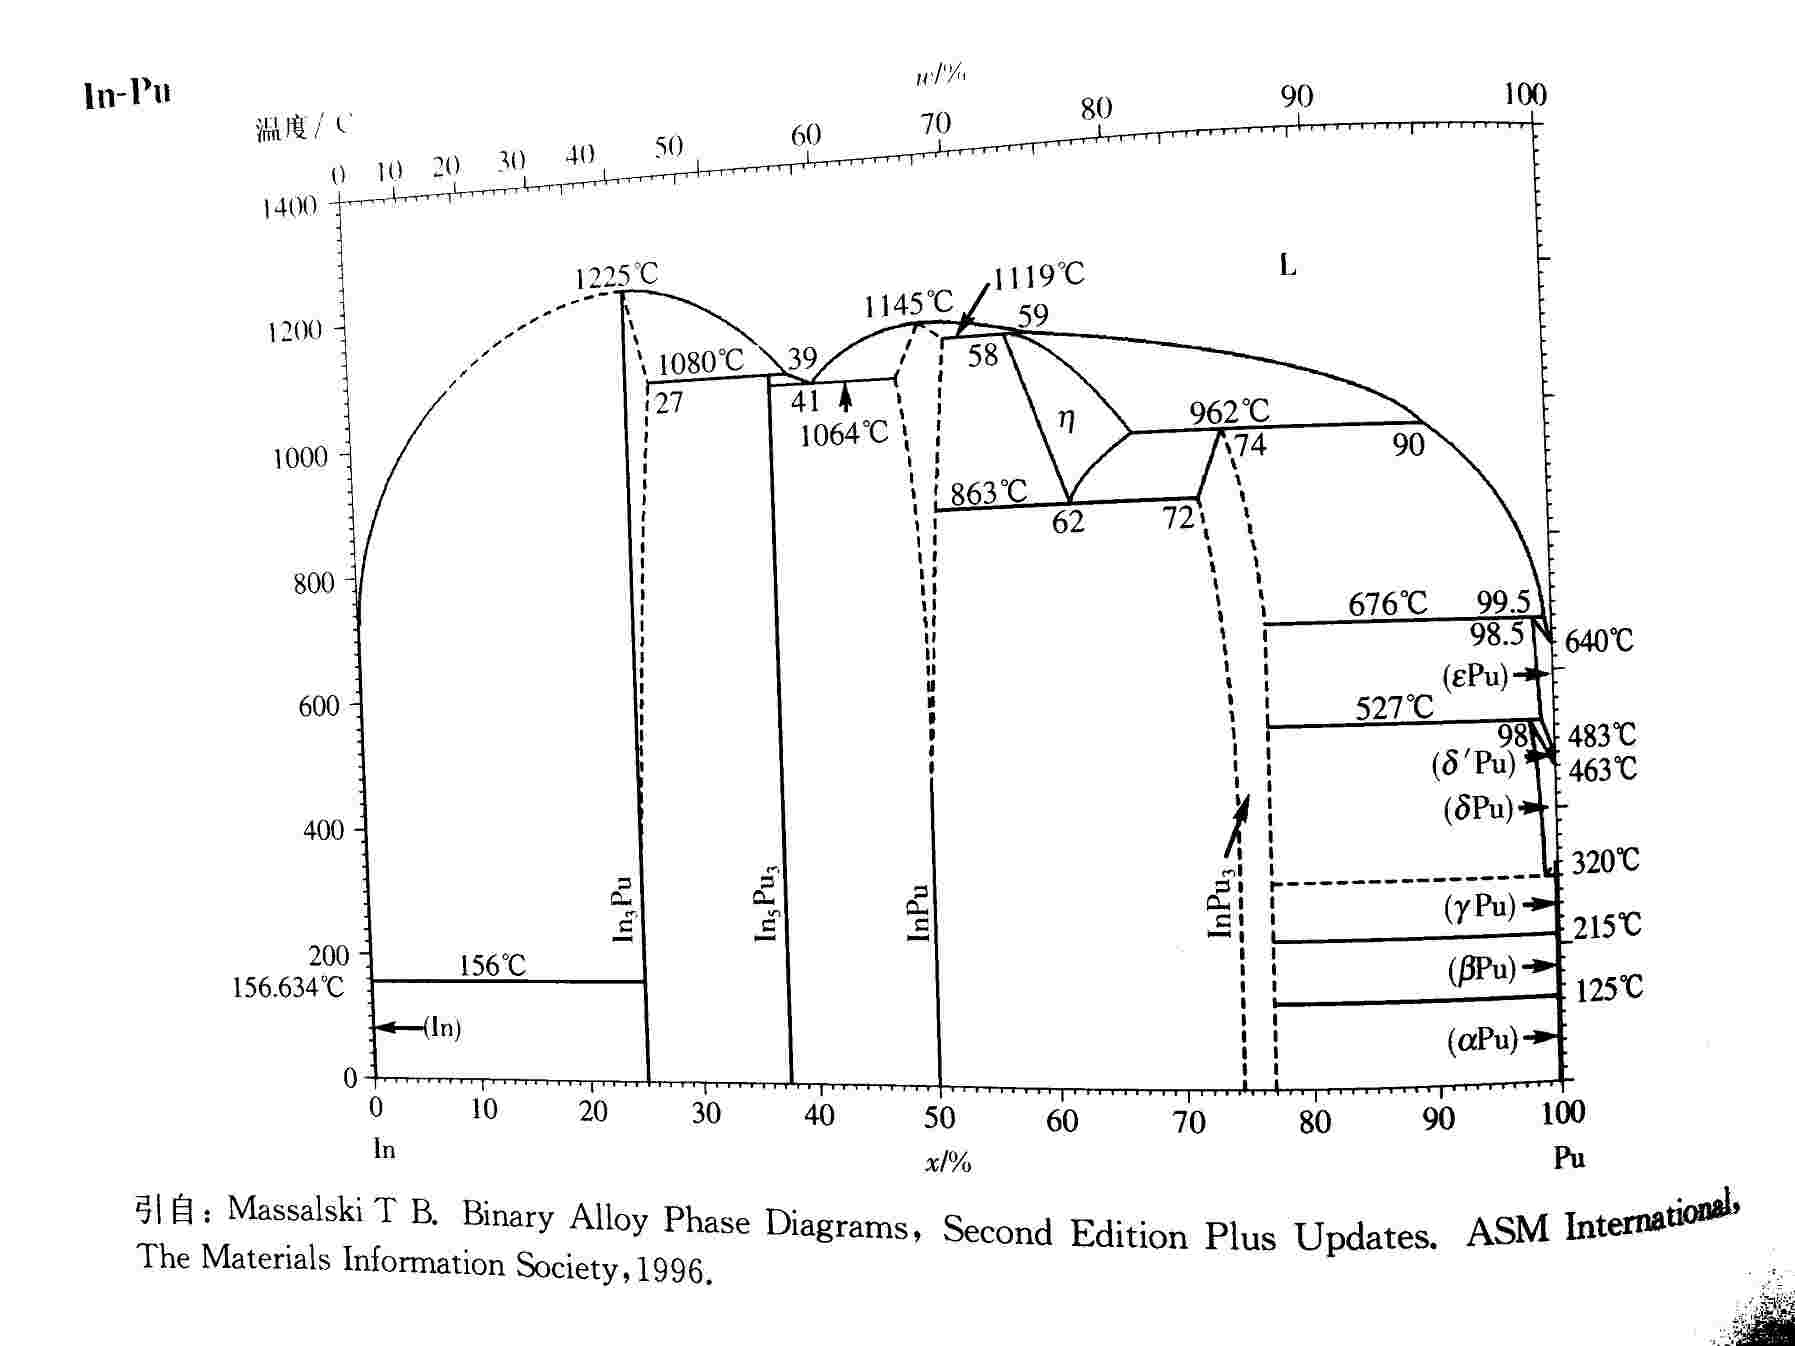 In-Pu
w/%
温度/℃
0 10 20 30 40 50 60 70 80 90 100
1400
1200
1000
800
600
400
200
156.634℃
0
1225℃
1145℃
1119℃
L
59
58
1080℃
39
27
41
1064℃
η
962℃
74
90
863℃
62
72
676℃
99.5
98.5
640℃
(εPu)
527℃
98
483℃
(δ′Pu)
463℃
(δPu)
320℃
In₃Pu
In₅Pu₃
InPu
InPu₃
(γPu)
215℃
156℃
(βPu)
125℃
(In)
(αPu)
0 10 20 30 40 50 60 70 80 90 100
In
x/%
Pu
引自：Massalski T B. Binary Alloy Phase Diagrams, Second Edition Plus Updates. ASM International,
The Materials Information Society,1996.